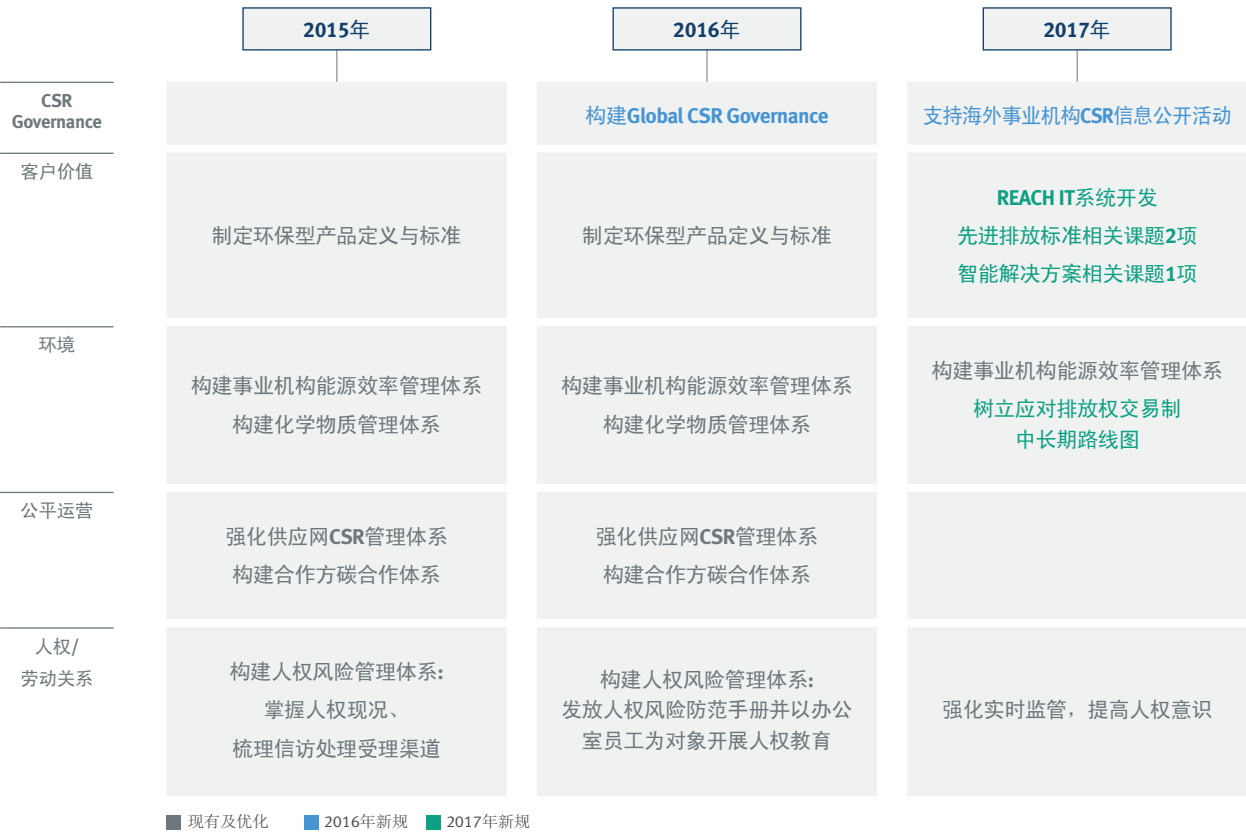 2015年
2016年
2017年
CSR
Governance
构建Global CSR Governance
支持海外事业机构CSR信息公开活动
客户价值
制定环保型产品定义与标准
制定环保型产品定义与标准
REACH IT系统开发
先进排放标准相关课题2项
智能解决方案相关课题1项
环境
构建事业机构能源效率管理体系
构建化学物质管理体系
构建事业机构能源效率管理体系
构建化学物质管理体系
构建事业机构能源效率管理体系
树立应对排放权交易制
中长期路线图
公平运营
强化供应网CSR管理体系
构建合作方碳合作体系
强化供应网CSR管理体系
构建合作方碳合作体系
人权/
劳动关系
构建人权风险管理体系:
掌握人权现况、
梳理信访处理受理渠道
构建人权风险管理体系:
发放人权风险防范手册并以办公
室员工为对象开展人权教育
强化实时监管，提高人权意识
现有及优化
2016年新规
2017年新规